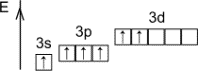 E
3d
3p
3s
↑ ↑
↑ ↑ ↑
↑